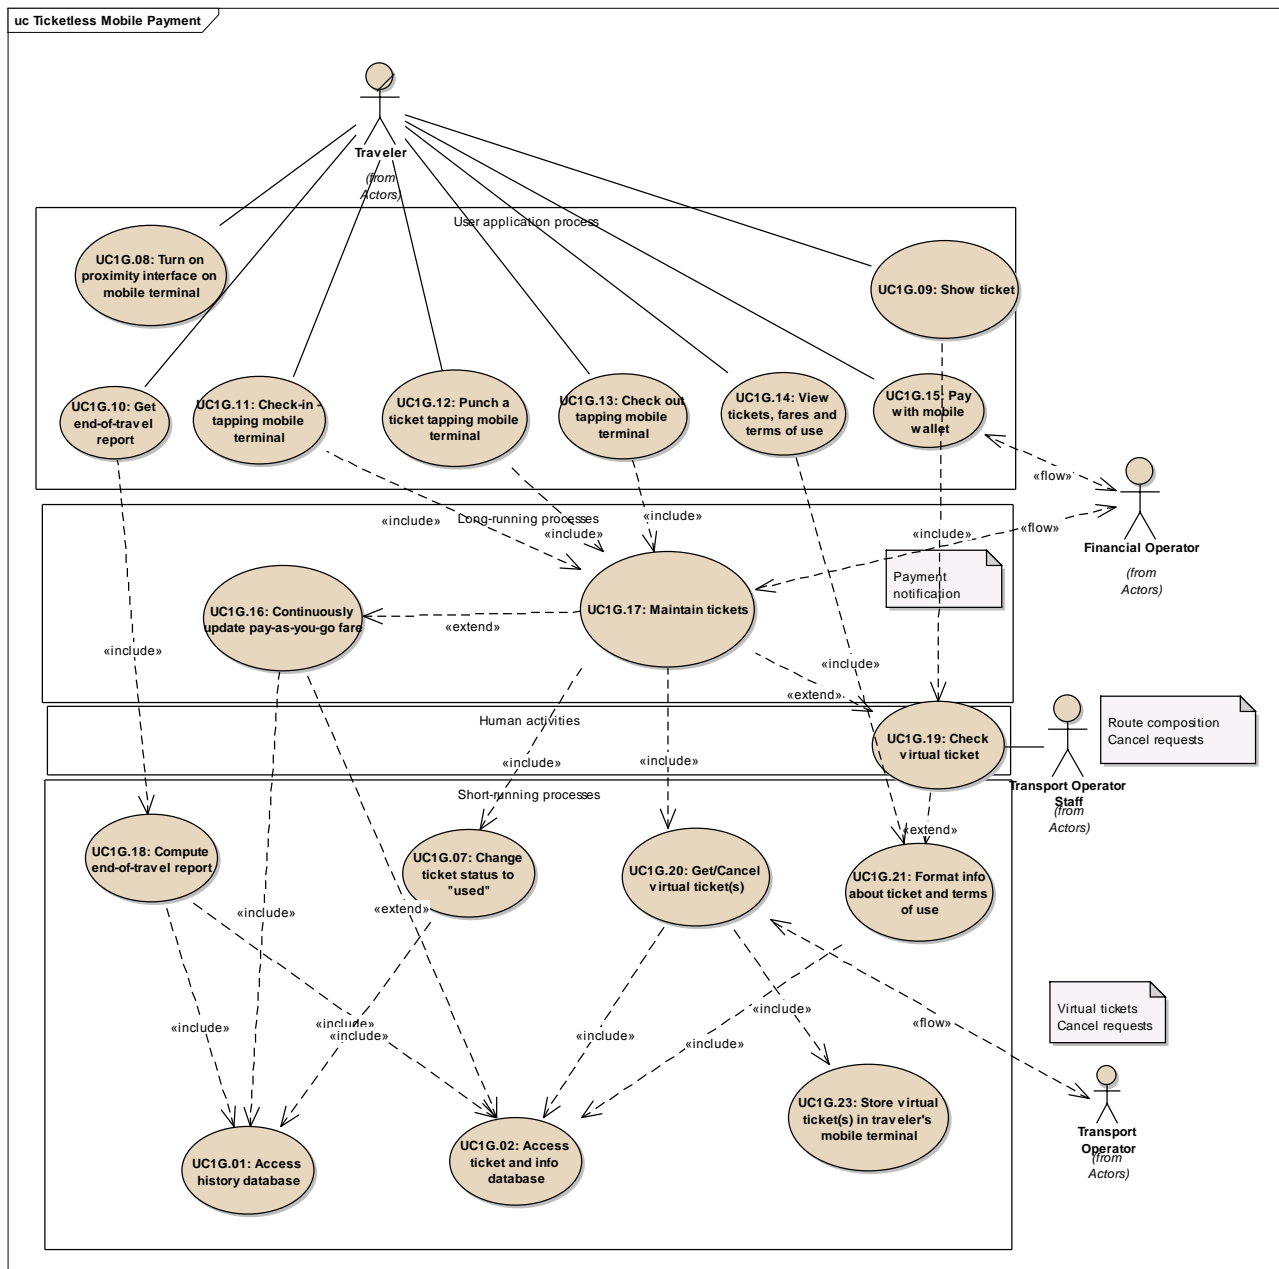 uc Ticketless Mobile Payment
Traveler
(from
Actors)
User application process
UC1G.08: Turn on
proximity interface on
mobile terminal
UC1G.09: Show ticket
UC1G.10: Get
end-of-travel
report
UC1G.11: Check-in -
tapping mobile
terminal
UC1G.12: Punch a
ticket tapping mobile
terminal
UC1G.13: Check out
tapping mobile
terminal
UC1G.14: View
tickets, fares and
terms of use
UC1G.15: Pay
with mobile
wallet
«flow»
Financial Operator
(from
Actors)
«include»
Long-running processes
«include»
«include»
«include»
«flow»
Payment
notification
UC1G.16: Continuously
update pay-as-you-go fare
«extend»
UC1G.17: Maintain tickets
«include»
«include»
«extend»
Human activities
UC1G.19: Check
virtual ticket
Route composition
Cancel requests
Transport Operator
Staff
(from
Actors)
«include»
«include»
Short-running processes
UC1G.18: Compute
end-of-travel report
UC1G.07: Change
ticket status to
"used"
UC1G.20: Get/Cancel
virtual ticket(s)
«extend»
UC1G.21: Format info
about ticket and terms
of use
«include»
«extend»
«include»
«include»
«include»
«include»
«include»
«include»
«flow»
Virtual tickets
Cancel requests
UC1G.23: Store virtual
ticket(s) in traveler's
mobile terminal
Transport
Operator
(from
Actors)
UC1G.01: Access
history database
UC1G.02: Access
ticket and info
database